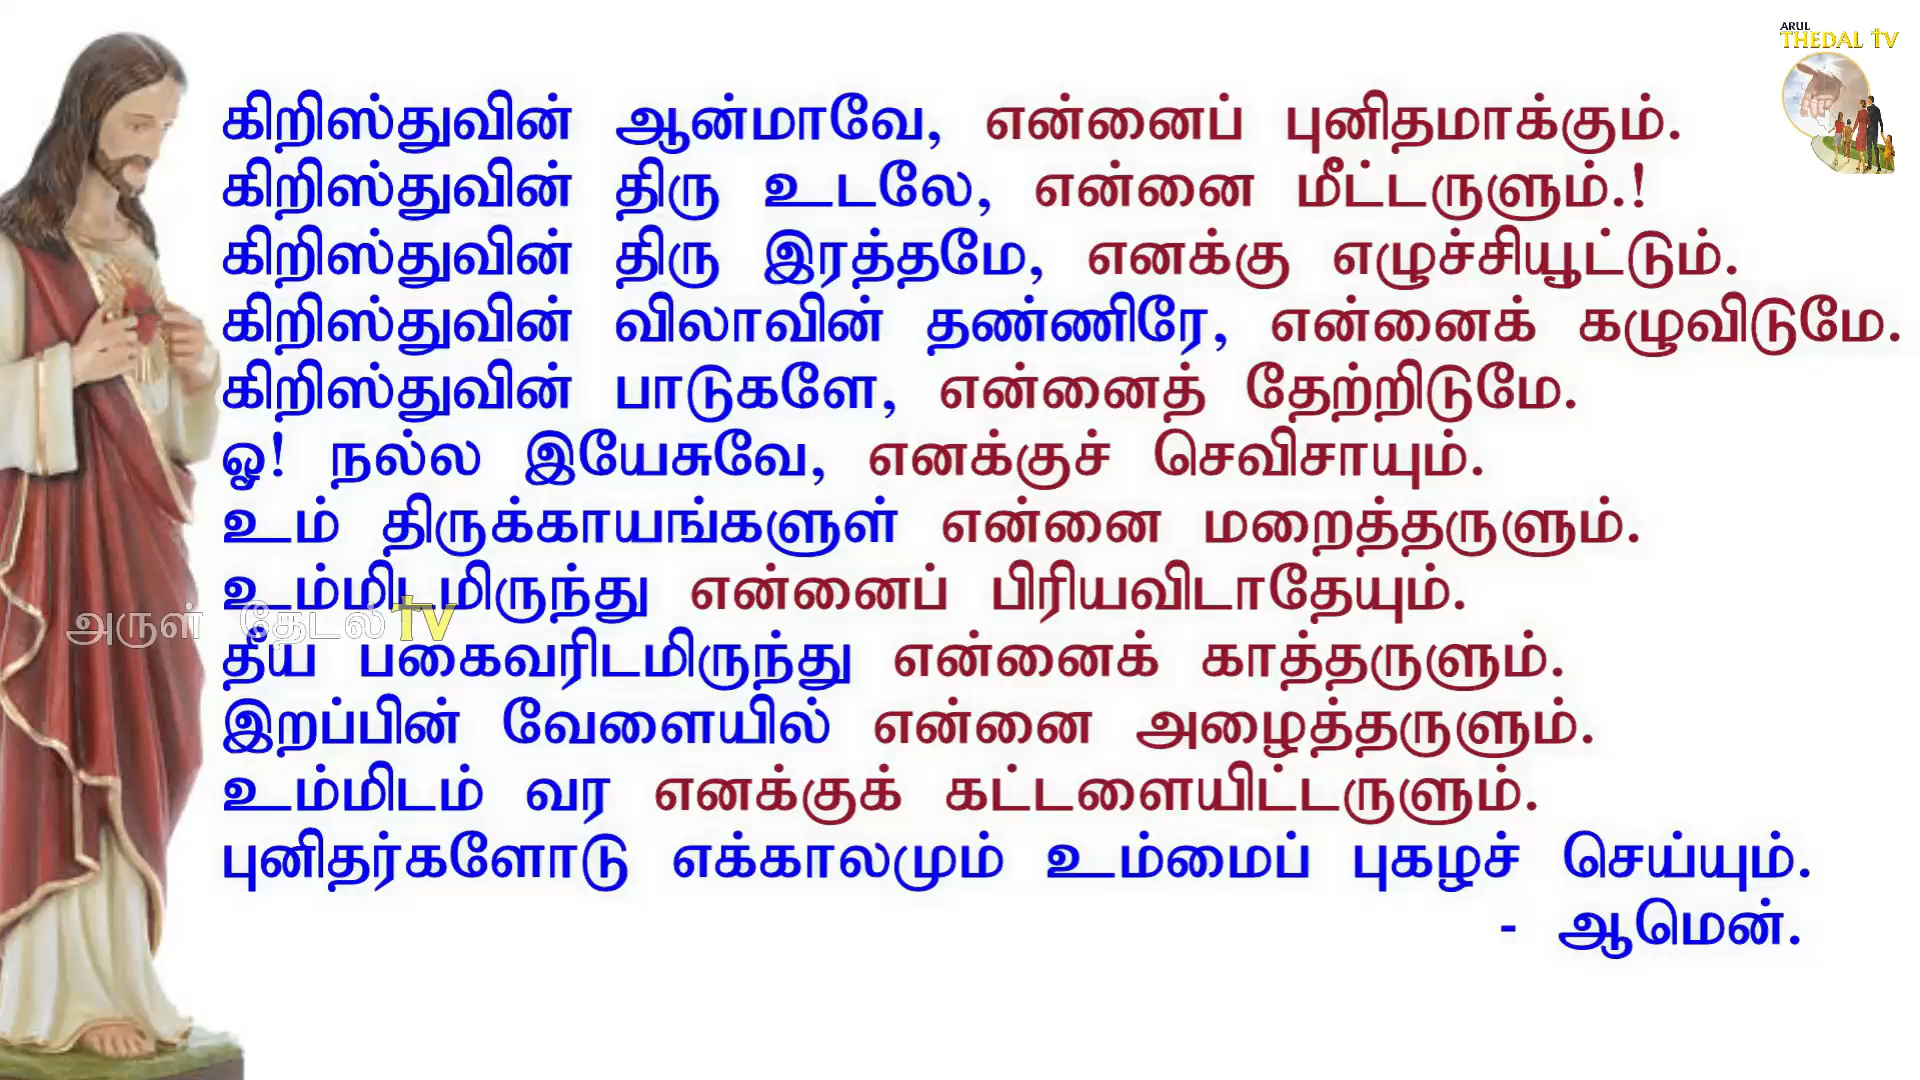 ARUL
THEDAL TV
கிறிஸ்துவின் ஆன்மாவே, என்னைப் புனிதமாக்கும்.
கிறிஸ்துவின் திரு உடலே, என்னை மீட்டருளும்.!
கிறிஸ்துவின் திரு இரத்தமே, எனக்கு எழுச்சியூட்டும்.
கிறிஸ்துவின் விலாவின் தண்ணிரே, என்னைக் கழுவிடுமே.
கிறிஸ்துவின் பாடுகளே, என்னைத் தேற்றிடுமே.
ஓ! நல்ல இயேசுவே, எனக்குச் செவிசாயும்.
உம் திருக்காயங்களுள் என்னை மறைத்தருளும்.
உம்மிடமிருந்து என்னைப் பிரியவிடாதேயும்.
அருள் தேடல் TV
தீய பகைவரிடமிருந்து என்னைக் காத்தருளும்.
இறப்பின் வேளையில் என்னை அழைத்தருளும்.
உம்மிடம் வர எனக்குக் கட்டளையிட்டருளும்.
புனிதர்களோடு எக்காலமும் உம்மைப் புகழச் செய்யும்.
- ஆமென்.